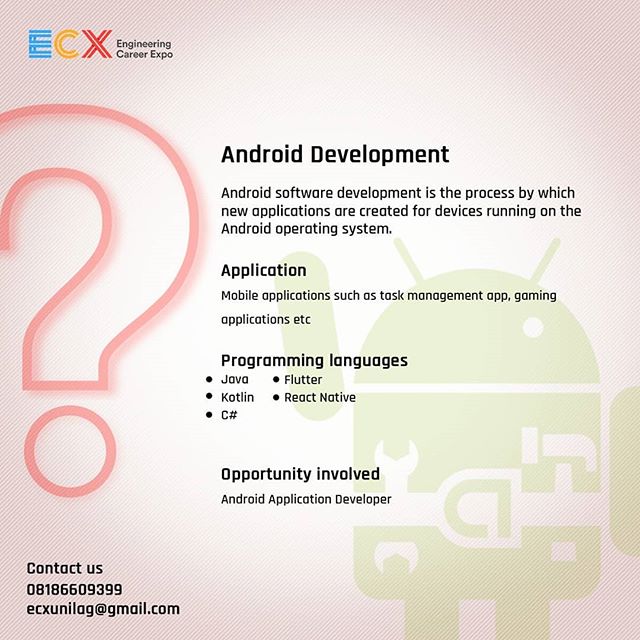 ECX Engineering
Career Expo
Android Development
Android software development is the process by which
new applications are created for devices running on the
Android operating system.
Application
Mobile applications such as task management app, gaming
applications etc
Programming languages
• Java • Flutter
• Kotlin • React Native
• C#
Opportunity involved
Android Application Developer
Contact us
08186609399
ecxunilag@gmail.com